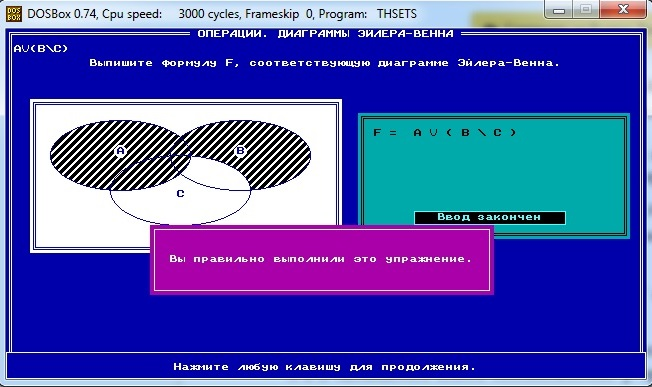 DOSBox 0.74, Cpu speed: 3000 cycles, Frameskip 0, Program: THSETS
ОПЕРАЦИИ. ДИАГРАММЫ ЭЙЛЕРА-ВЕННА
A∪(B\C)
Выпишите формулу F, соответствующую диаграмме Эйлера-Венна.
F = A ∪ ( B \ C )
A
B
C
Ввод закончен
Вы правильно выполнили это упражнение.
Нажмите любую клавишу для продолжения.